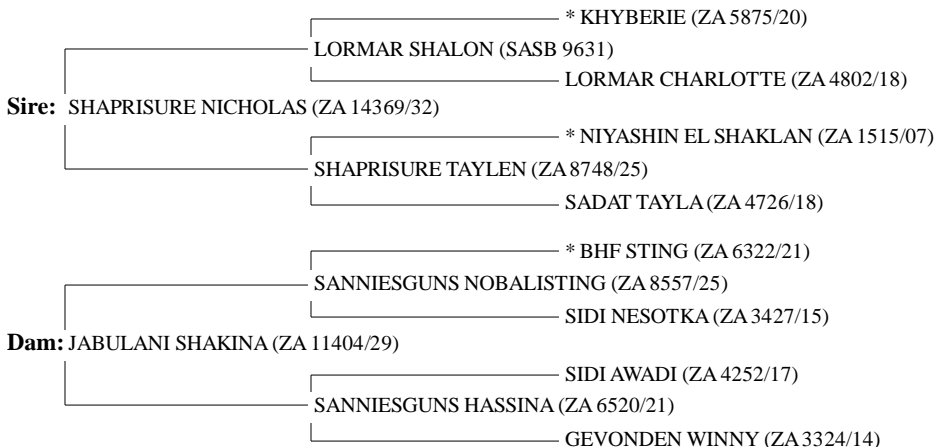 * KHYBERIE (ZA 5875/20)
LORMAR SHALON (SASB 9631)
LORMAR CHARLOTTE (ZA 4802/18)
Sire: SHAPRISURE NICHOLAS (ZA 14369/32)
* NIYASHIN EL SHAKLAN (ZA 1515/07)
SHAPRISURE TAYLEN (ZA 8748/25)
SADAT TAYLA (ZA 4726/18)
* BHF STING (ZA 6322/21)
SANNIESGUNS NOBALISTING (ZA 8557/25)
SIDI NESOTKA (ZA 3427/15)
Dam: JABULANI SHAKINA (ZA 11404/29)
SIDI AWADI (ZA 4252/17)
SANNIESGUNS HASSINA (ZA 6520/21)
GEVONDEN WINNY (ZA 3324/14)